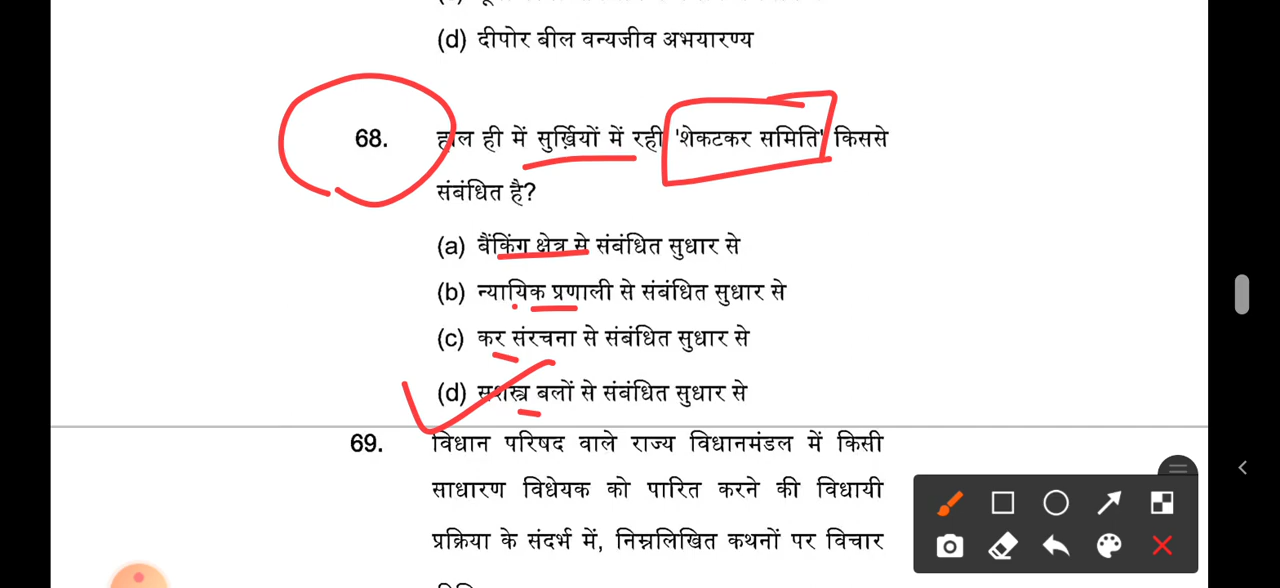 (d) दीपोर बील वन्यजीव अभयारण्य
68. हाल ही में सुर्ख़ियों में रही 'शेकटकर समिति' किससे
संबंधित है?
(a) बैंकिंग क्षेत्र से संबंधित सुधार से
(b) न्यायिक प्रणाली से संबंधित सुधार से
(c) कर संरचना से संबंधित सुधार से
(d) सशस्त्र बलों से संबंधित सुधार से
69. विधान परिषद वाले राज्य विधानमंडल में किसी
साधारण विधेयक को पारित करने की विधायी
प्रक्रिया के संदर्भ में, निम्नलिखित कथनों पर विचार